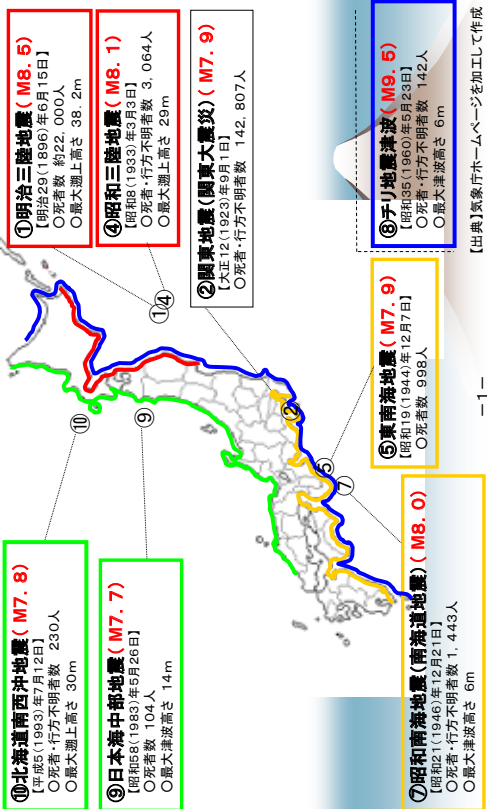 ⑩北海道南西沖地震(M7.8)
【平成5(1993)年7月12日】
○死者・行方不明者数 230人
○最大遡上高さ 30m
⑨日本海中部地震(M7.7)
【昭和58(1983)年5月26日】
○死者数 104人
○最大津波高さ 14m
⑦昭和南海地震(南海道地震)(M8.0)
【昭和21(1946)年12月21日】
○死者・行方不明者数1,443人
○最大津波高さ 6m
①明治三陸地震(M8.5)
【明治29(1896)年6月15日】
○死者数 約22,000人
○最大遡上高さ 38.2m
④昭和三陸地震(M8.1)
【昭和8(1933)年3月3日】
○死者・行方不明者数 3,064人
○最大遡上高さ 29m
②関東地震(関東大震災)(M7.9)
【大正12(1923)年9月1日】
○死者・行方不明者数 142,807人
⑤東南海地震(M7.9)
【昭和19(1944)年12月7日】
○死者数 998人
⑧チリ地震津波(M9.5)
【昭和35(1960)年5月23日】
○死者・行方不明者数 142人
○最大津波高さ 6m
⑩
⑨
①④
②
⑤
⑦
【出典】気象庁ホームページを加工して作成
-1-